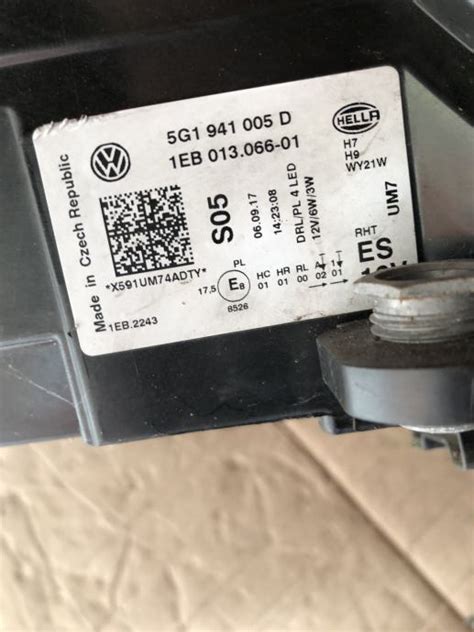 5G1 941 005 D
1EB 013.066-01
HELLA
H7
H9
WY21W
UM7
Made in Czech Republic
*X591UM74ADTY*
S05
06.09.17
14:23:08
DRL/PL 4 LED
12V/6W/3W
RHT
ES
PL
17,5
E8
8526
HC HR RL A 1
01 01 00 02 01
1EB.2243